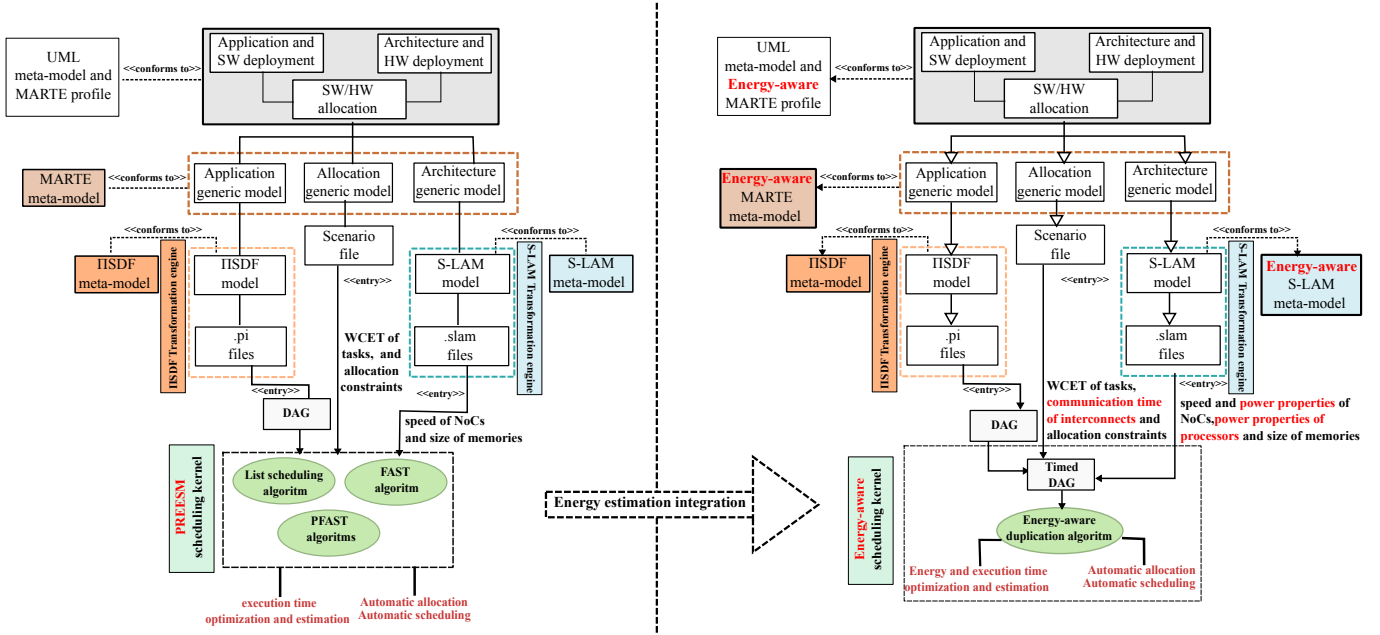 UML
meta-model and
MARTE profile
<<conforms to>>
Application and
SW deployment
Architecture and
HW deployment
SW/HW
allocation
MARTE
meta-model
<<conforms to>>
Application
generic model
Allocation
generic model
Architecture
generic model
<<conforms to>>
ΠSDF
meta-model
ΠSDF Transformation engine
ΠSDF
model
.pi
files
Scenario
file
<<entry>>
<<conforms to>>
S-LAM
model
.slam
files
S-LAM Transformation engine
S-LAM
meta-model
WCET of
tasks, and
allocation
constraints
<<entry>>
DAG
<<entry>>
speed of NoCs
and size of memories
PREESM
scheduling kernel
List scheduling
algoritm
FAST
algoritm
PFAST
algoritms
execution time
optimization and estimation
Automatic allocation
Automatic scheduling
Energy estimation integration
UML
meta-model and
Energy-aware
MARTE profile
<<conforms to>>
Application and
SW deployment
Architecture and
HW deployment
SW/HW
allocation
Energy-aware
MARTE
meta-model
<<conforms to>>
Application
generic model
Allocation
generic model
Architecture
generic model
<<conforms to>>
ΠSDF
meta-model
ΠSDF Transformation engine
ΠSDF
model
.pi
files
Scenario
file
<<entry>>
<<conforms to>>
S-LAM
model
.slam
files
S-LAM Transformation engine
Energy-aware
S-LAM
meta-model
<<entry>>
DAG
WCET of tasks,
communication time
of interconnects and
allocation constraints
<<entry>>
speed and power properties of
NoCs,power properties of
processors and size of memories
Energy-aware
scheduling kernel
Timed
DAG
Energy-aware
duplication algoritm
Energy and execution time
optimization and estimation
Automatic allocation
Automatic scheduling